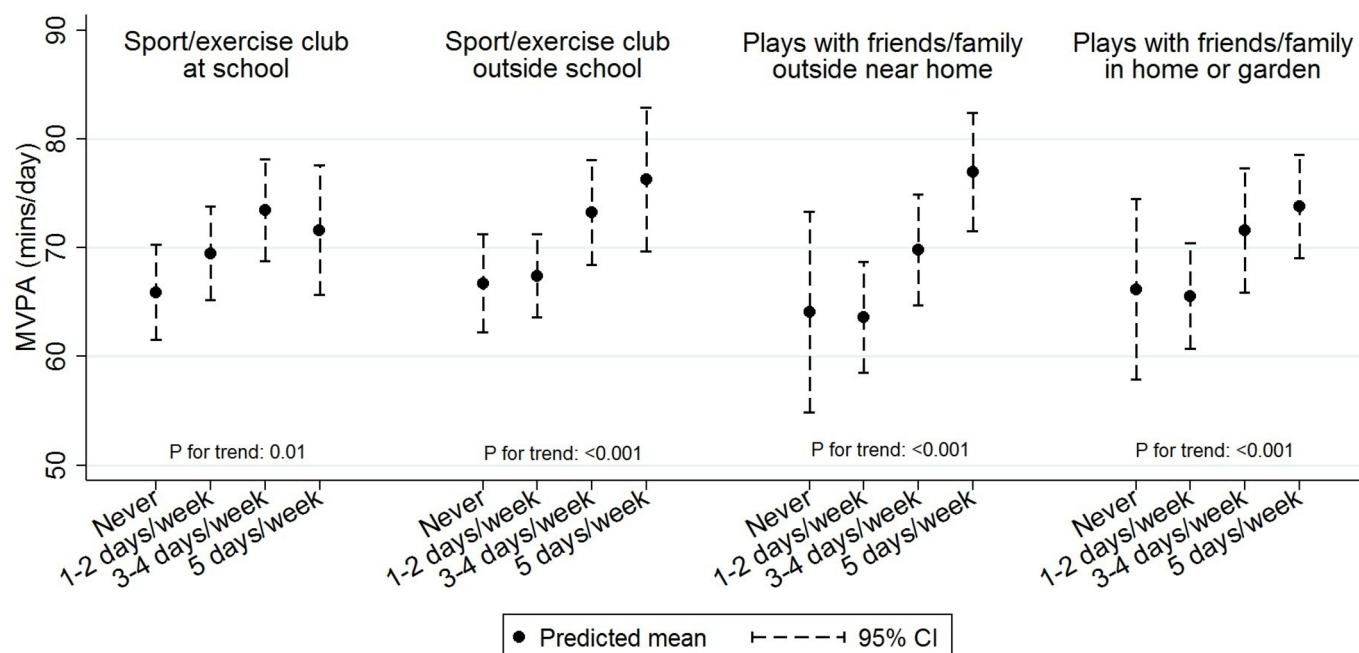 Sport/exercise club
at school
Sport/exercise club
outside school
Plays with friends/family
outside near home
Plays with friends/family
in home or garden
MVPA (mins/day)
90
80
70
60
50
P for trend: 0.01
P for trend: <0.001
P for trend: <0.001
P for trend: <0.001
Never
1-2 days/week
3-4 days/week
5 days/week
Never
1-2 days/week
3-4 days/week
5 days/week
Never
1-2 days/week
3-4 days/week
5 days/week
Never
1-2 days/week
3-4 days/week
5 days/week
Predicted mean
95% CI